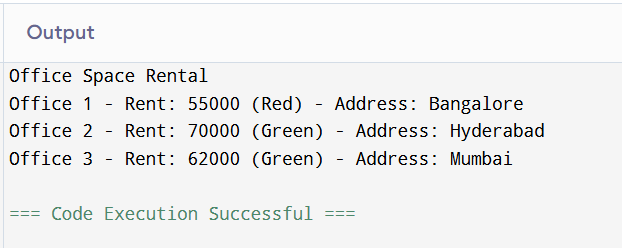 Output
Office Space Rental
Office 1 - Rent: 55000 (Red) - Address: Bangalore
Office 2 - Rent: 70000 (Green) - Address: Hyderabad
Office 3 - Rent: 62000 (Green) - Address: Mumbai
=== Code Execution Successful ===